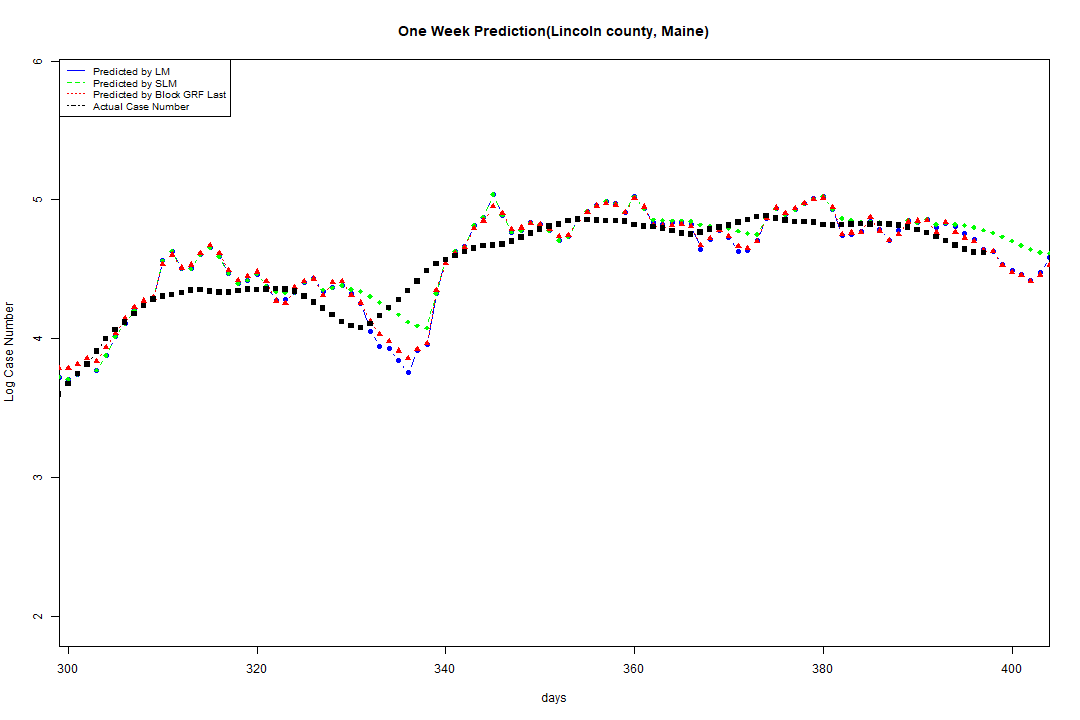 One Week Prediction(Lincoln county, Maine)
Predicted by LM
Predicted by SLM
Predicted by Block GRF Last
Actual Case Number
6
5
4
3
2
Log Case Number
300 320 340 360 380 400
days